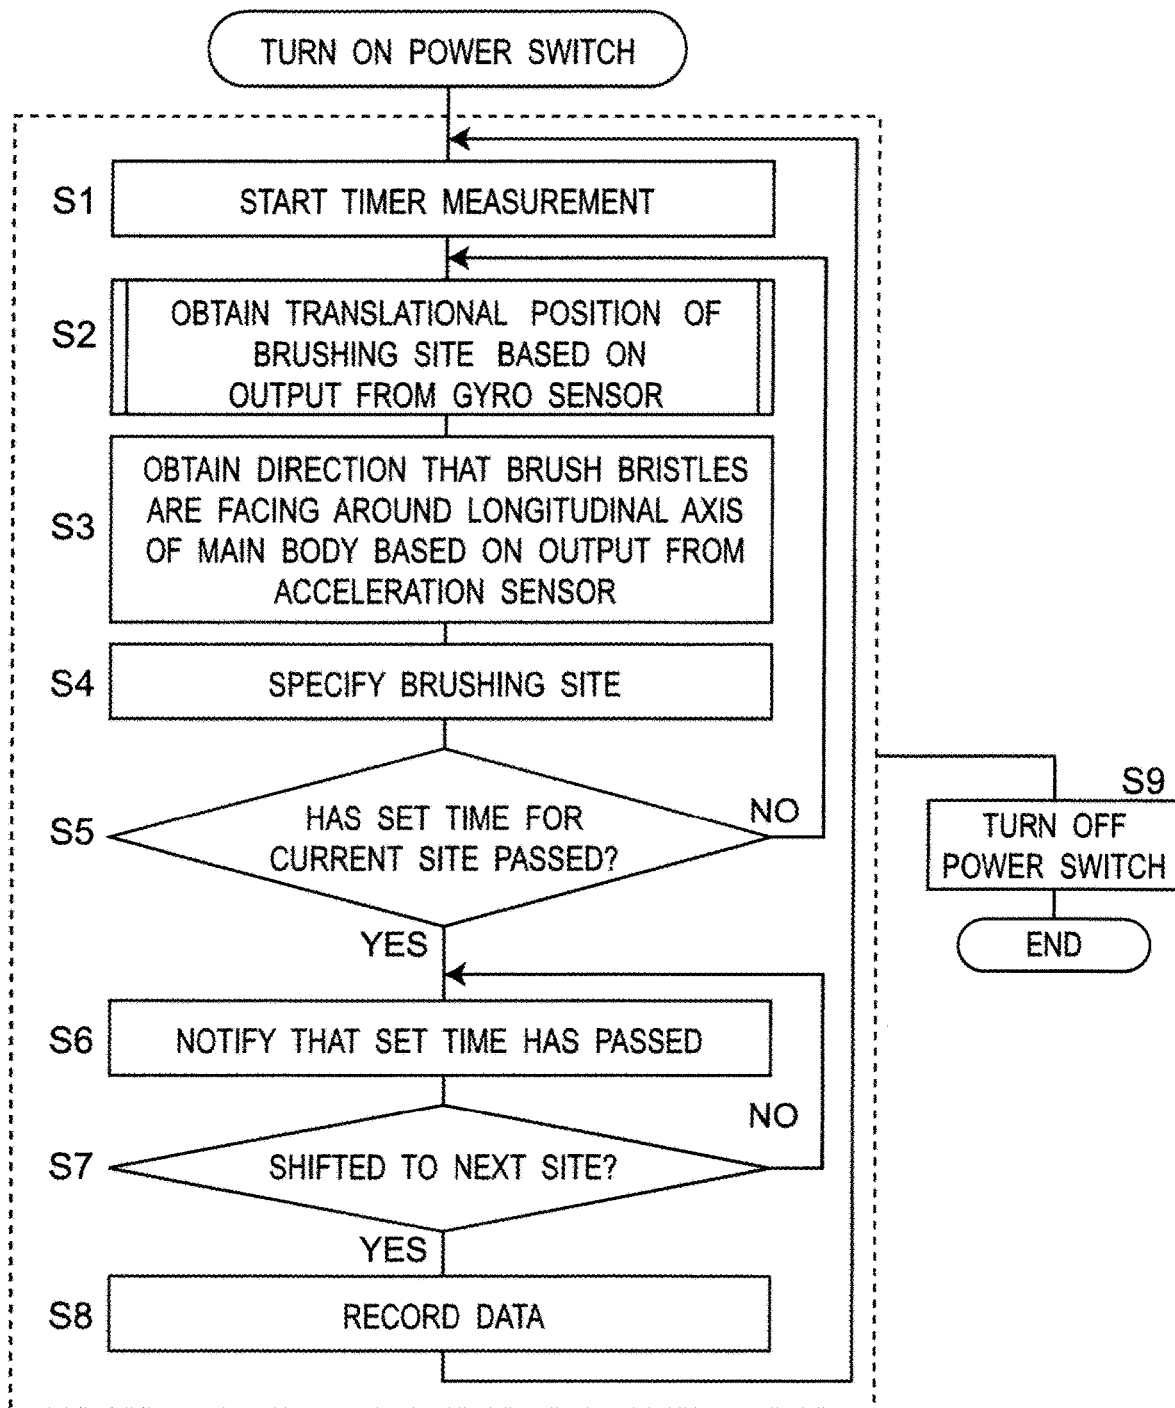 TURN ON POWER SWITCH
S1
START TIMER MEASUREMENT
S2
OBTAIN TRANSLATIONAL POSITION OF
BRUSHING SITE BASED ON
OUTPUT FROM GYRO SENSOR
S3
OBTAIN DIRECTION THAT BRUSH BRISTLES
ARE FACING AROUND LONGITUDINAL AXIS
OF MAIN BODY BASED ON OUTPUT FROM
ACCELERATION SENSOR
S4
SPECIFY BRUSHING SITE
S5
HAS SET TIME FOR
CURRENT SITE PASSED?
NO
YES
S6
NOTIFY THAT SET TIME HAS PASSED
S7
SHIFTED TO NEXT SITE?
NO
YES
S8
RECORD DATA
S9
TURN OFF
POWER SWITCH
END